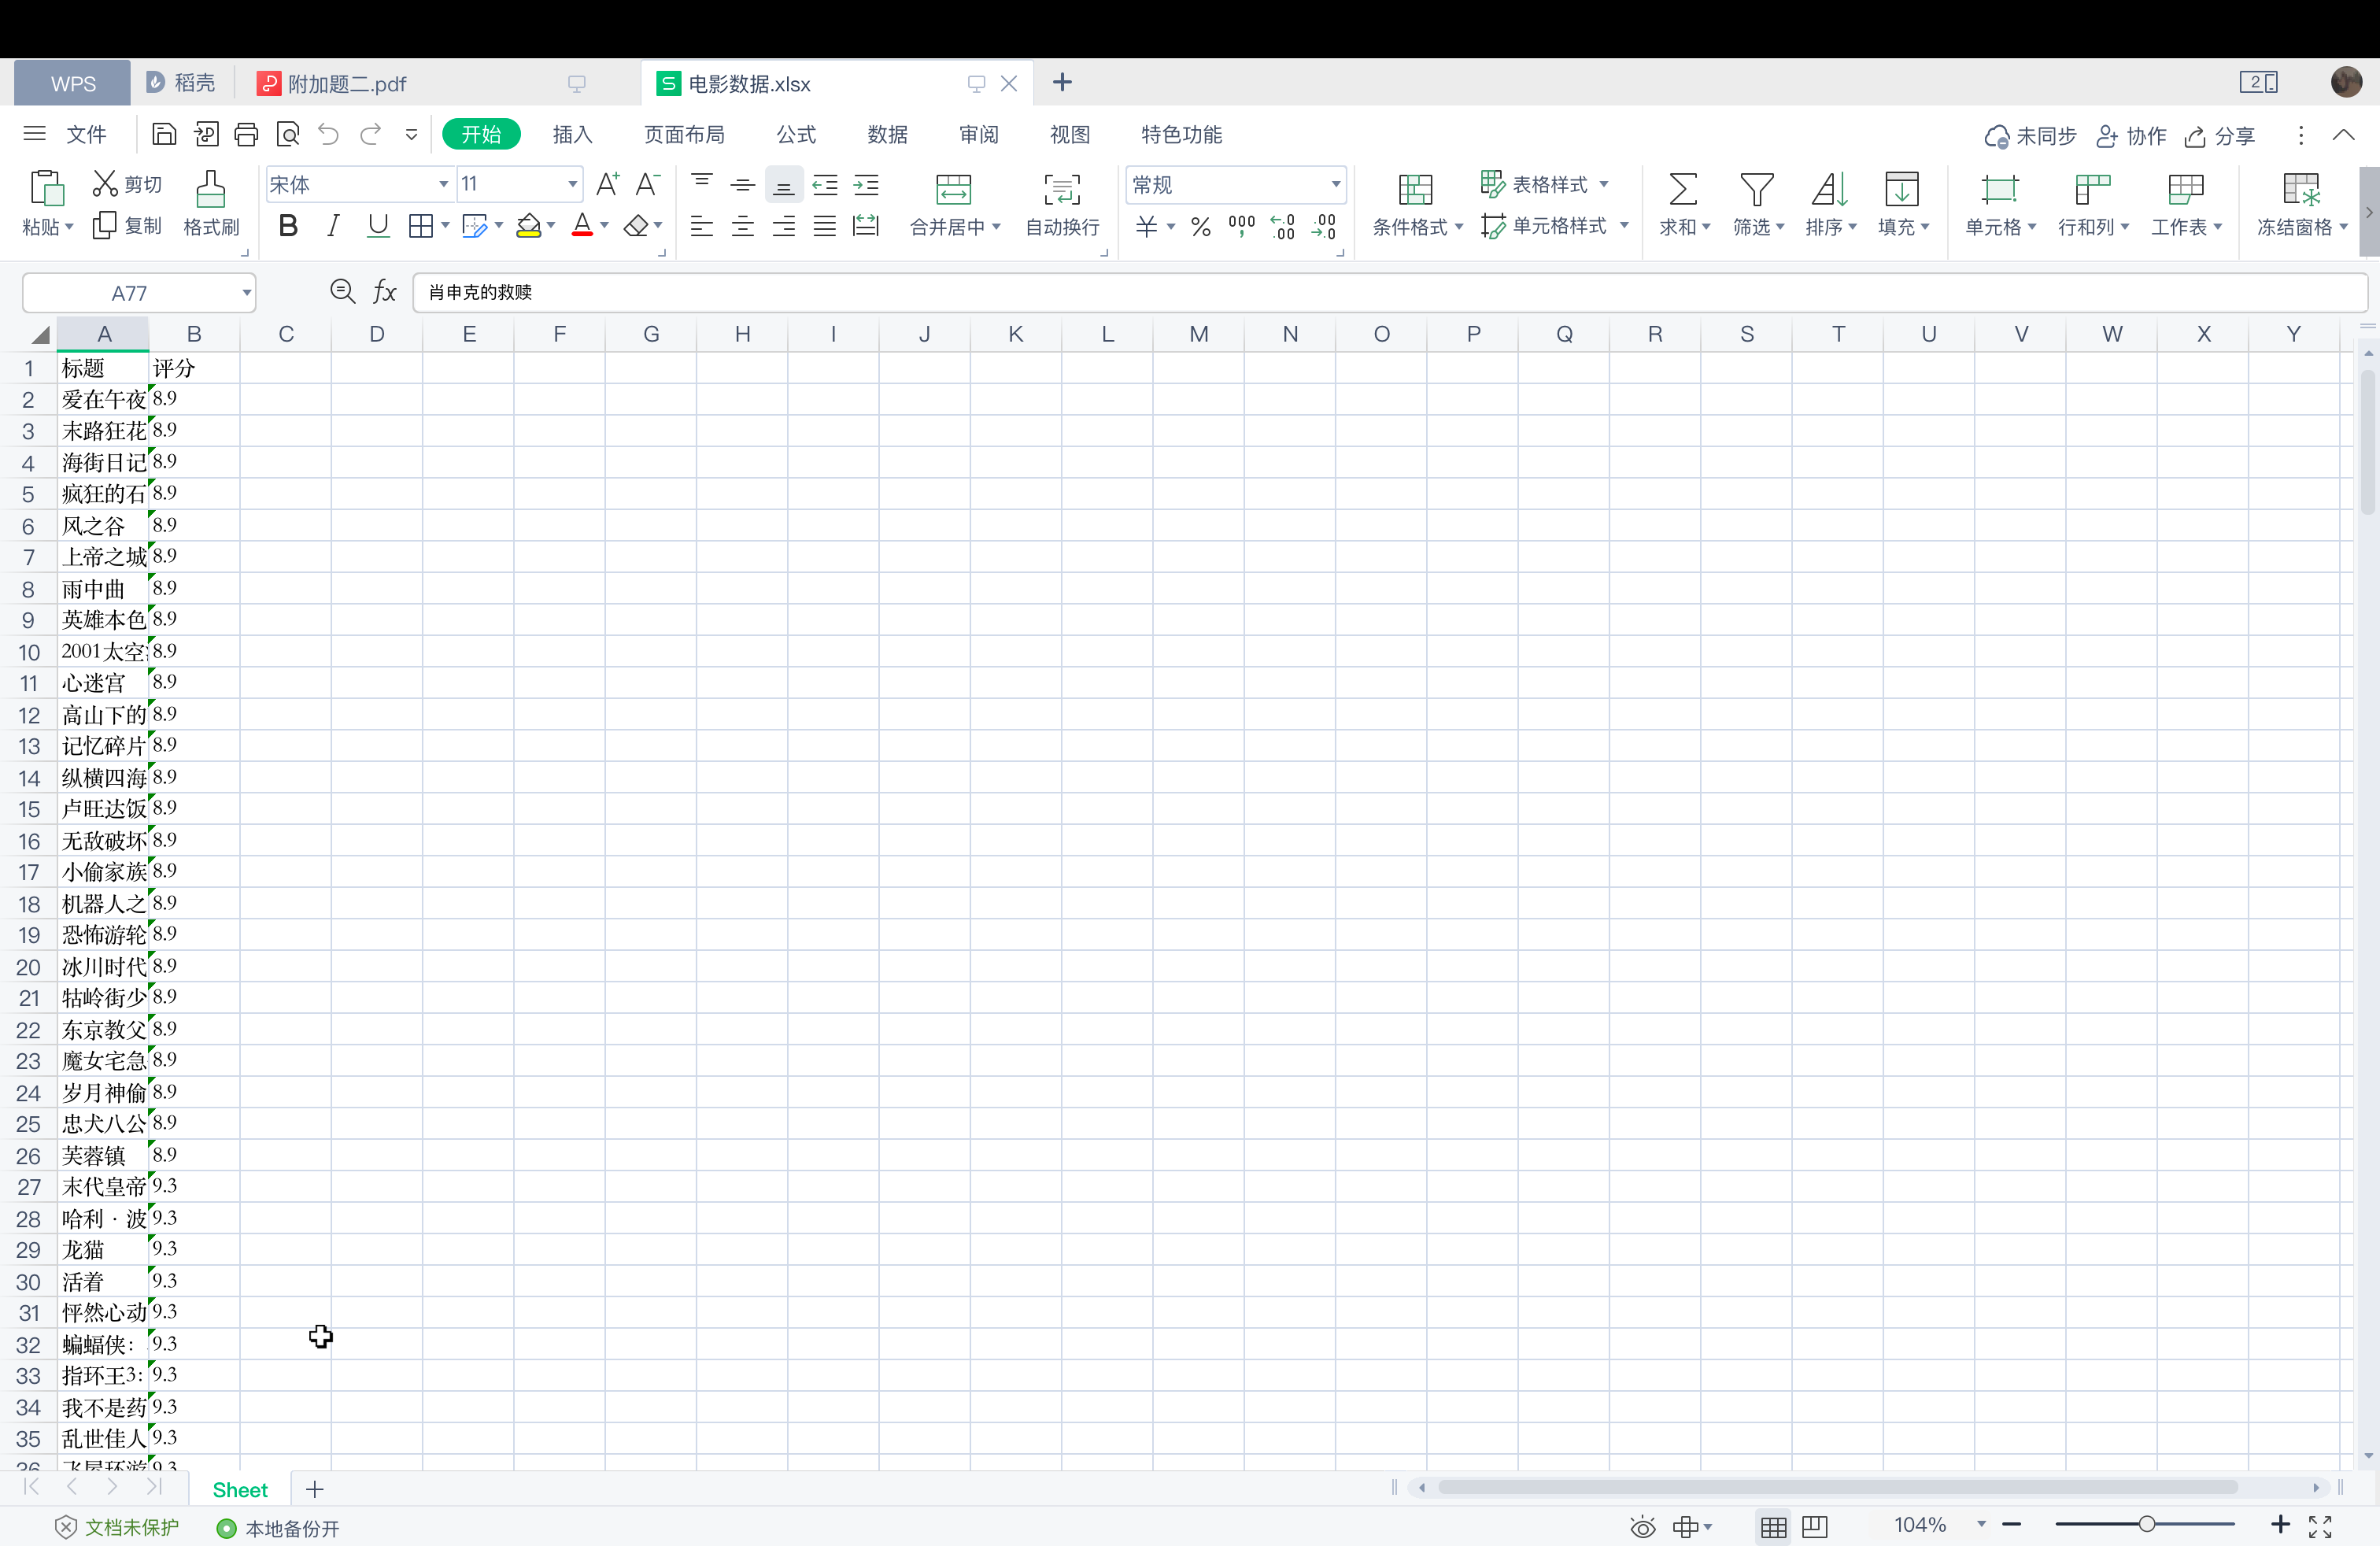 WPS 稻壳 附加题二.pdf 电影数据.xlsx 2
文件 开始 插入 页面布局 公式 数据 审阅 视图 特色功能 未同步 协作 分享
剪切 宋体 11 A+ A- 常规 表格样式
粘贴 复制 格式刷 B I U A 合并居中 自动换行 ¥ % 000 条件格式 单元格样式 求和 筛选 排序 填充 单元格 行和列 工作表 冻结窗格
A77 fx 肖申克的救赎
A B C D E F G H I J K L M N O P Q R S T U V W X Y
1 标题 评分
2 爱在午夜 8.9
3 末路狂花 8.9
4 海街日记 8.9
5 疯狂的石 8.9
6 风之谷 8.9
7 上帝之城 8.9
8 雨中曲 8.9
9 英雄本色 8.9
10 2001太空 8.9
11 心迷宫 8.9
12 高山下的 8.9
13 记忆碎片 8.9
14 纵横四海 8.9
15 卢旺达饭 8.9
16 无敌破坏 8.9
17 小偷家族 8.9
18 机器人之 8.9
19 恐怖游轮 8.9
20 冰川时代 8.9
21 牯岭街少 8.9
22 东京教父 8.9
23 魔女宅急 8.9
24 岁月神偷 8.9
25 忠犬八公 8.9
26 芙蓉镇 8.9
27 末代皇帝 9.3
28 哈利·波 9.3
29 龙猫 9.3
30 活着 9.3
31 怦然心动 9.3
32 蝙蝠侠： 9.3
33 指环王3： 9.3
34 我不是药 9.3
35 乱世佳人 9.3
36 飞屋环游 9.3
Sheet
文档未保护 本地备份开 104%